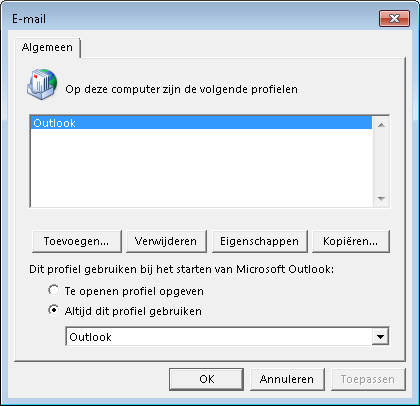 E-mail
Algemeen
Op deze computer zijn de volgende profielen
Outlook
Toevoegen... Verwijderen Eigenschappen Kopiëren...
Dit profiel gebruiken bij het starten van Microsoft Outlook:
Te openen profiel opgeven
Altijd dit profiel gebruiken
Outlook
OK Annuleren Toepassen